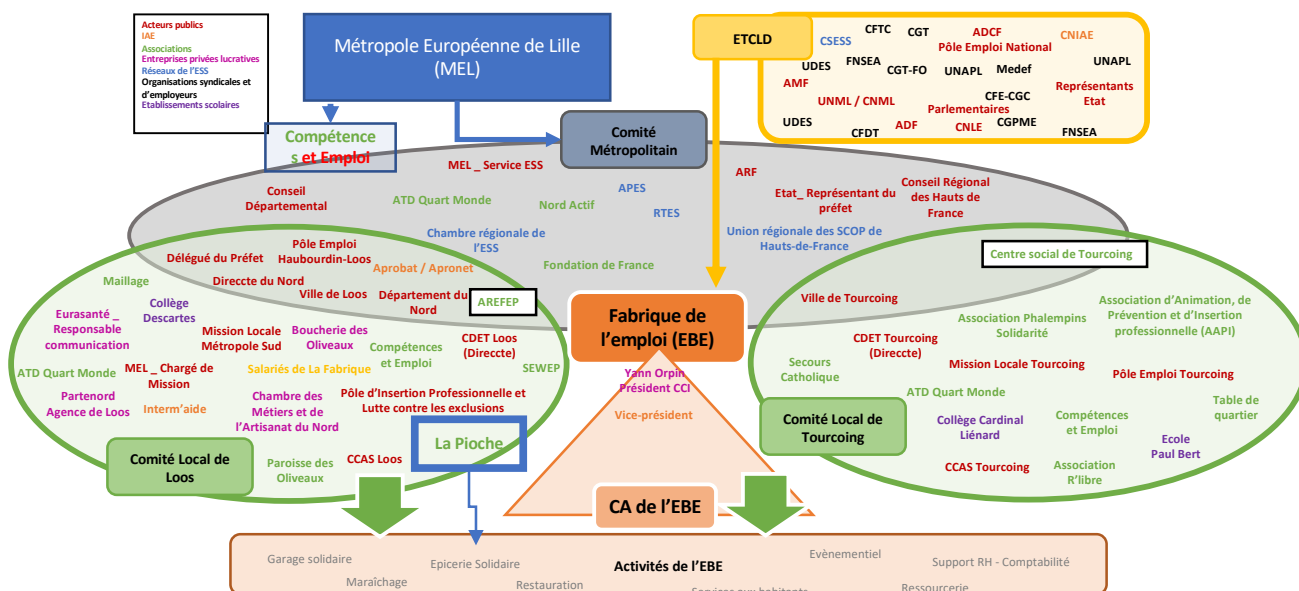 Acteurs publics
IAE
Associations
Entreprises privées lucratives
Réseaux de l'ESS
Organisations syndicales et
d'employeurs
Etablissements scolaires
Métropole Européenne de Lille
(MEL)
ETCLD
CSESS
CFTC
CGT
ADCF
Pôle Emploi National
CNIAE
UDES
FNSEA
CGT-FO
UNAPL
Medef
UNAPL
AMF
UNML / CNML
Parlementaires
CFE-CGC
Représentants
Etat
UDES
CFDT
ADF
CNLE
CGPME
FNSEA
Compétence
s et Emploi
Comité
Métropolitain
MEL _ Service ESS
Conseil
Départemental
ATD Quart Monde
Nord Actif
APES
RTES
ARF
Etat_ Représentant du
préfet
Conseil Régional
des Hauts de
France
Chambre régionale de
l'ESS
Fondation de France
Union régionale des SCOP de
Hauts-de-France
Délégué du Préfet
Pôle Emploi
Haubourdin-Loos
Aprobat / Apronet
Directcte du Nord
Ville de Loos
Département du
Nord
AREFEP
Maillage
Collège
Descartes
Eurasanté _
Responsable
communication
Mission Locale
Métropole Sud
Boucherie des
Oliveaux
Compétences
et Emploi
CDET Loos
(Direccte)
SEWEP
ATD Quart Monde
MEL _ Chargé de
Mission
Salariés de La Fabrique
Partenord
Agence de Loos
Interm'aide
Chambre des
Métiers et de
l'Artisanat du Nord
Pôle d'Insertion Professionnelle et
Lutte contre les exclusions
La Pioche
Comité Local de
Loos
Paroisse des
Oliveaux
CCAS Loos
Fabrique de
l'emploi (EBE)
Yann Orpin
Président CCI
Vice-président
CA de l'EBE
Centre social de Tourcoing
Ville de Tourcoing
Association Phalempins
Solidarité
Association d'Animation, de
Prévention et d'Insertion
professionnelle (AAPI)
CDET Tourcoing
(Direccte)
Secours
Catholique
Mission Locale Tourcoing
Pôle Emploi Tourcoing
ATD Quart Monde
Table de
quartier
Comité Local de
Tourcoing
Collège Cardinal
Liénard
Compétences
et Emploi
Ecole
Paul Bert
CCAS Tourcoing
Association
R'libre
Garage solidaire
Maraîchage
Epicerie Solidaire
Restauration
Activités de l'EBE
Services aux habitants
Evènementiel
Ressourcerie
Support RH - Comptabilité